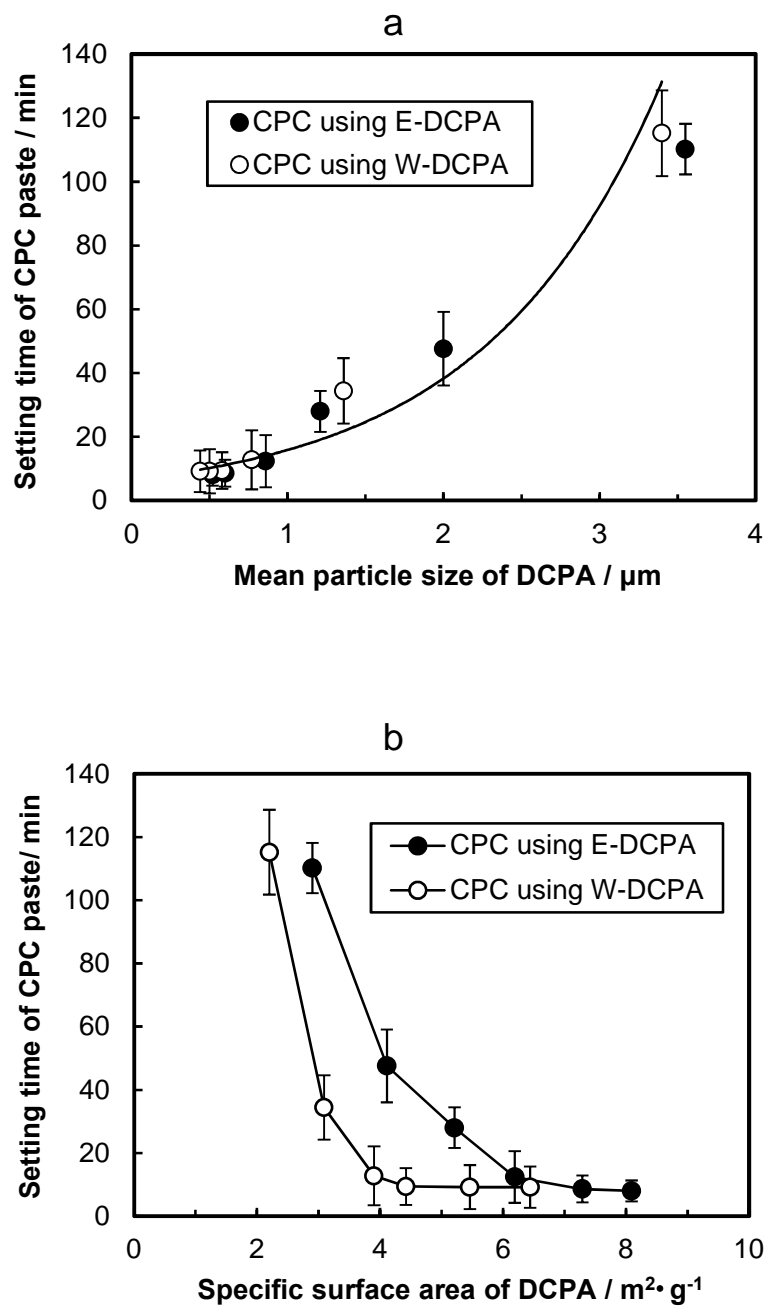 a
140
120
100
80
60
40
20
0
0 1 2 3 4
Setting time of CPC paste / min
CPC using E-DCPA
CPC using W-DCPA
Mean particle size of DCPA / µm
b
140
120
100
80
60
40
20
0
0 2 4 6 8 10
Setting time of CPC paste/ min
CPC using E-DCPA
CPC using W-DCPA
Specific surface area of DCPA / m²• g⁻¹